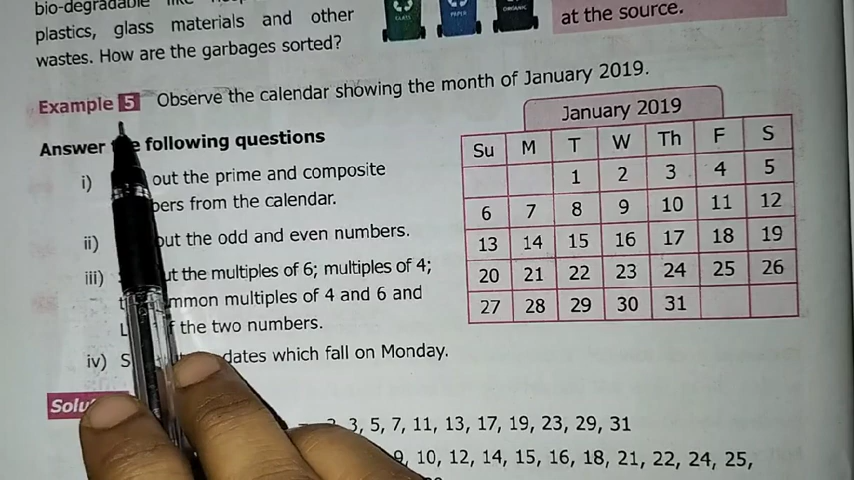 bio-degradable like
plastics, glass materials and other
wastes. How are the garbages sorted?
GLASS
PAPER
ORGANIC
at the source.
Example 5 Observe the calendar showing the month of January 2019.
Answer following questions
i) out the prime and composite
from the calendar.
ii) out the odd and even numbers.
iii) the multiples of 6; multiples of 4;
multiples of 4 and 6 and
the two numbers.
iv) dates which fall on Monday.
January 2019
Su M T W Th F S
1 2 3 4 5
6 7 8 9 10 11 12
13 14 15 16 17 18 19
20 21 22 23 24 25 26
27 28 29 30 31
3, 5, 7, 11, 13, 17, 19, 23, 29, 31
9, 10, 12, 14, 15, 16, 18, 21, 22, 24, 25,